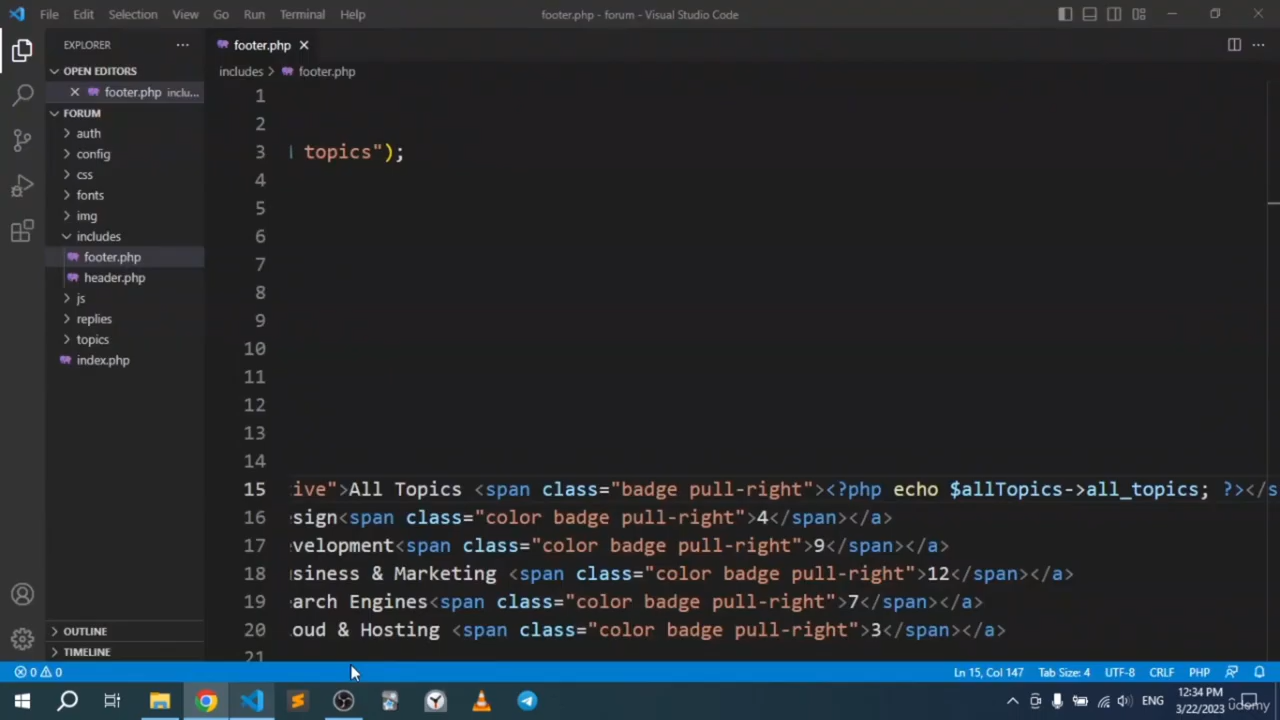 File Edit Selection View Go Run Terminal Help footer.php - forum - Visual Studio Code
EXPLORER
footer.php
OPEN EDITORS
includes footer.php
footer.php inclu...
FORUM
auth
config
css
fonts
img
includes
footer.php
header.php
js
replies
topics
index.php
1
2
3 topics");
4
5
6
7
8
9
10
11
12
13
14
15 ive">All Topics <span class="badge pull-right"><?php echo $allTopics->all_topics; ?></s
16 sign<span class="color badge pull-right">4</span></a>
17 velopment<span class="color badge pull-right">9</span></a>
18 siness & Marketing <span class="color badge pull-right">12</span></a>
19 arch Engines<span class="color badge pull-right">7</span></a>
20 oud & Hosting <span class="color badge pull-right">3</span></a>
21
OUTLINE
TIMELINE
0 0 Ln 15, Col 147 Tab Size: 4 UTF-8 CRLF PHP
ENG 12:34 PM
3/22/2023
udemy